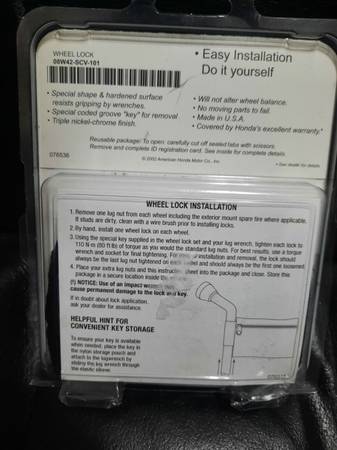 WHEEL LOCK
08W42-SCV-101
• Easy Installation
Do it yourself
• Special shape & hardened surface
resists gripping by wrenches.
• Special coded groove "key" for removal
• Triple nickel-chrome finish.
• Will not alter wheel balance.
• No moving parts to fail.
• Made in U.S.A.
• Covered by Honda's excellent warranty.*
Reusable package: To open: carefully cut off sealed tabs with scissors.
Remove and complete ID registration card. See inside for complete details.
076536
© 2002 American Honda Motor Co., Inc.
* See dealer for details
WHEEL LOCK INSTALLATION
1. Remove one lug nut from each wheel including the exterior mount spare tire where applicable.
If studs are dirty, clean with a wire brush prior to installing locks.
2. By hand, install one wheel lock on each wheel.
3. Using the special key supplied in the wheel lock set and your lug wrench, tighten each lock to
110 N·m (80 ft lb) of torque as you would the standard lug nuts. For best results, use a torque
wrench and socket for final tightening. For installation and removal, the lock should
always be the last lug nut tightened on each wheel and should always be the first one loosened.
4. Place your extra lug nuts and this instruction sheet into the package and close. Store this
package in a secure location inside the
(!) NOTICE: Use of an impact
cause permanent damage to the lock and key.
If in doubt about lock application,
ask your dealer for assistance.
HELPFUL HINT FOR
CONVENIENT KEY STORAGE
To ensure your key is available
when needed, place the key in
the nylon storage pouch and
attach to the lugwrench by
sliding the lug wrench through
the elastic sleeve.